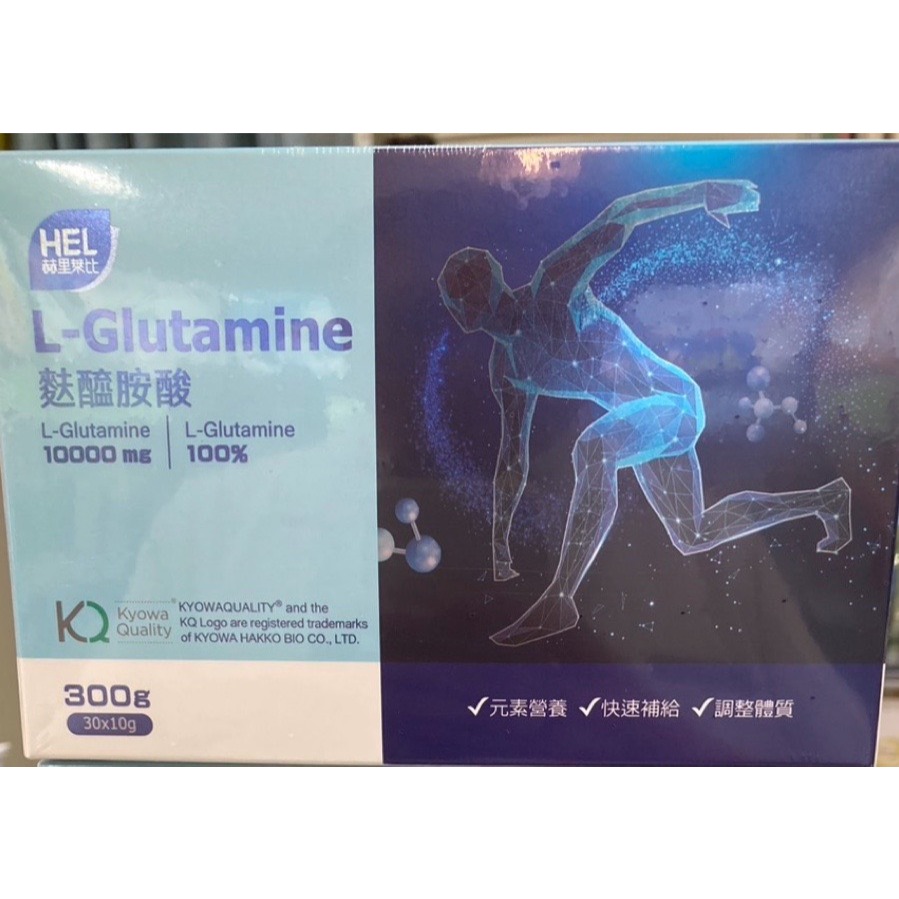 HEL
赫里萊比
L-Glutamine
麩醯胺酸
L-Glutamine
10000 mg
L-Glutamine
100%
KQ Kyowa Quality®
KYOWAQUALITY® and the
KQ Logo are registered trademarks
of KYOWA HAKKO BIO CO., LTD.
300g
30x10g
✓元素營養 ✓快速補給 ✓調整體質